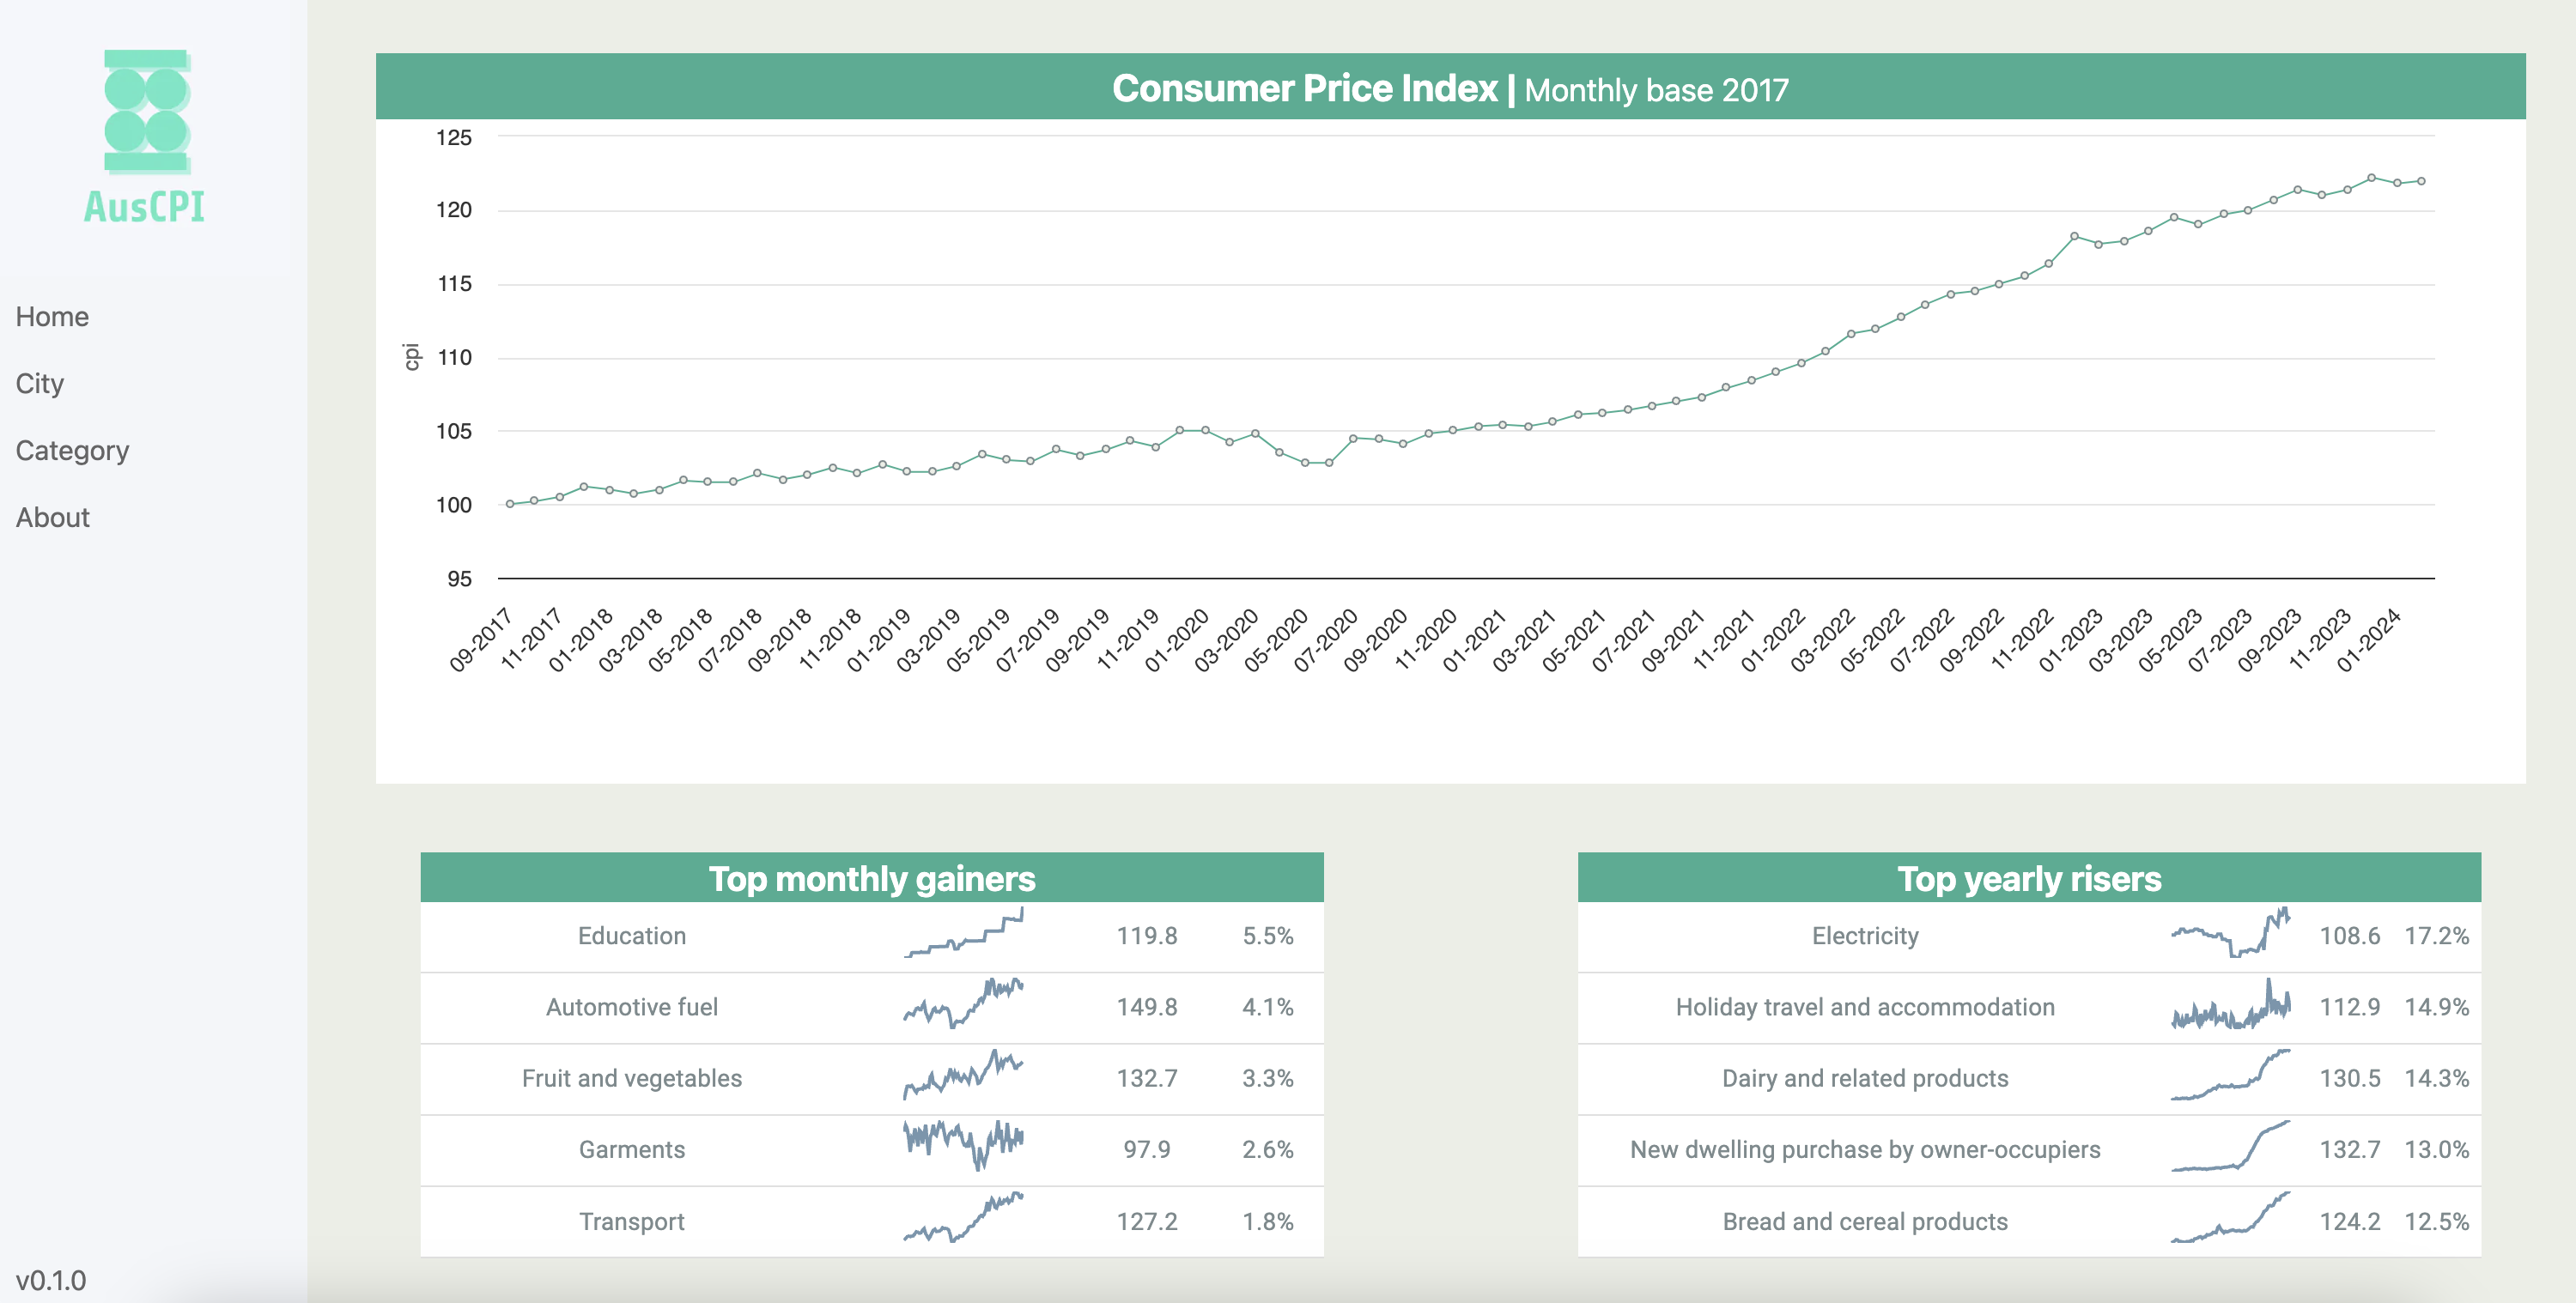 AusCPI
Home
City
Category
About
v0.1.0
Consumer Price Index | Monthly base 2017
125
120
115
110
105
100
95
cpi
09-2017
11-2017
01-2018
03-2018
05-2018
07-2018
09-2018
11-2018
01-2019
03-2019
05-2019
07-2019
09-2019
11-2019
01-2020
03-2020
05-2020
07-2020
09-2020
11-2020
01-2021
03-2021
05-2021
07-2021
09-2021
11-2021
01-2022
03-2022
05-2022
07-2022
09-2022
11-2022
01-2023
03-2023
05-2023
07-2023
09-2023
11-2023
01-2024
Top monthly gainers
Education 119.8 5.5%
Automotive fuel 149.8 4.1%
Fruit and vegetables 132.7 3.3%
Garments 97.9 2.6%
Transport 127.2 1.8%
Top yearly risers
Electricity 108.6 17.2%
Holiday travel and accommodation 112.9 14.9%
Dairy and related products 130.5 14.3%
New dwelling purchase by owner-occupiers 132.7 13.0%
Bread and cereal products 124.2 12.5%